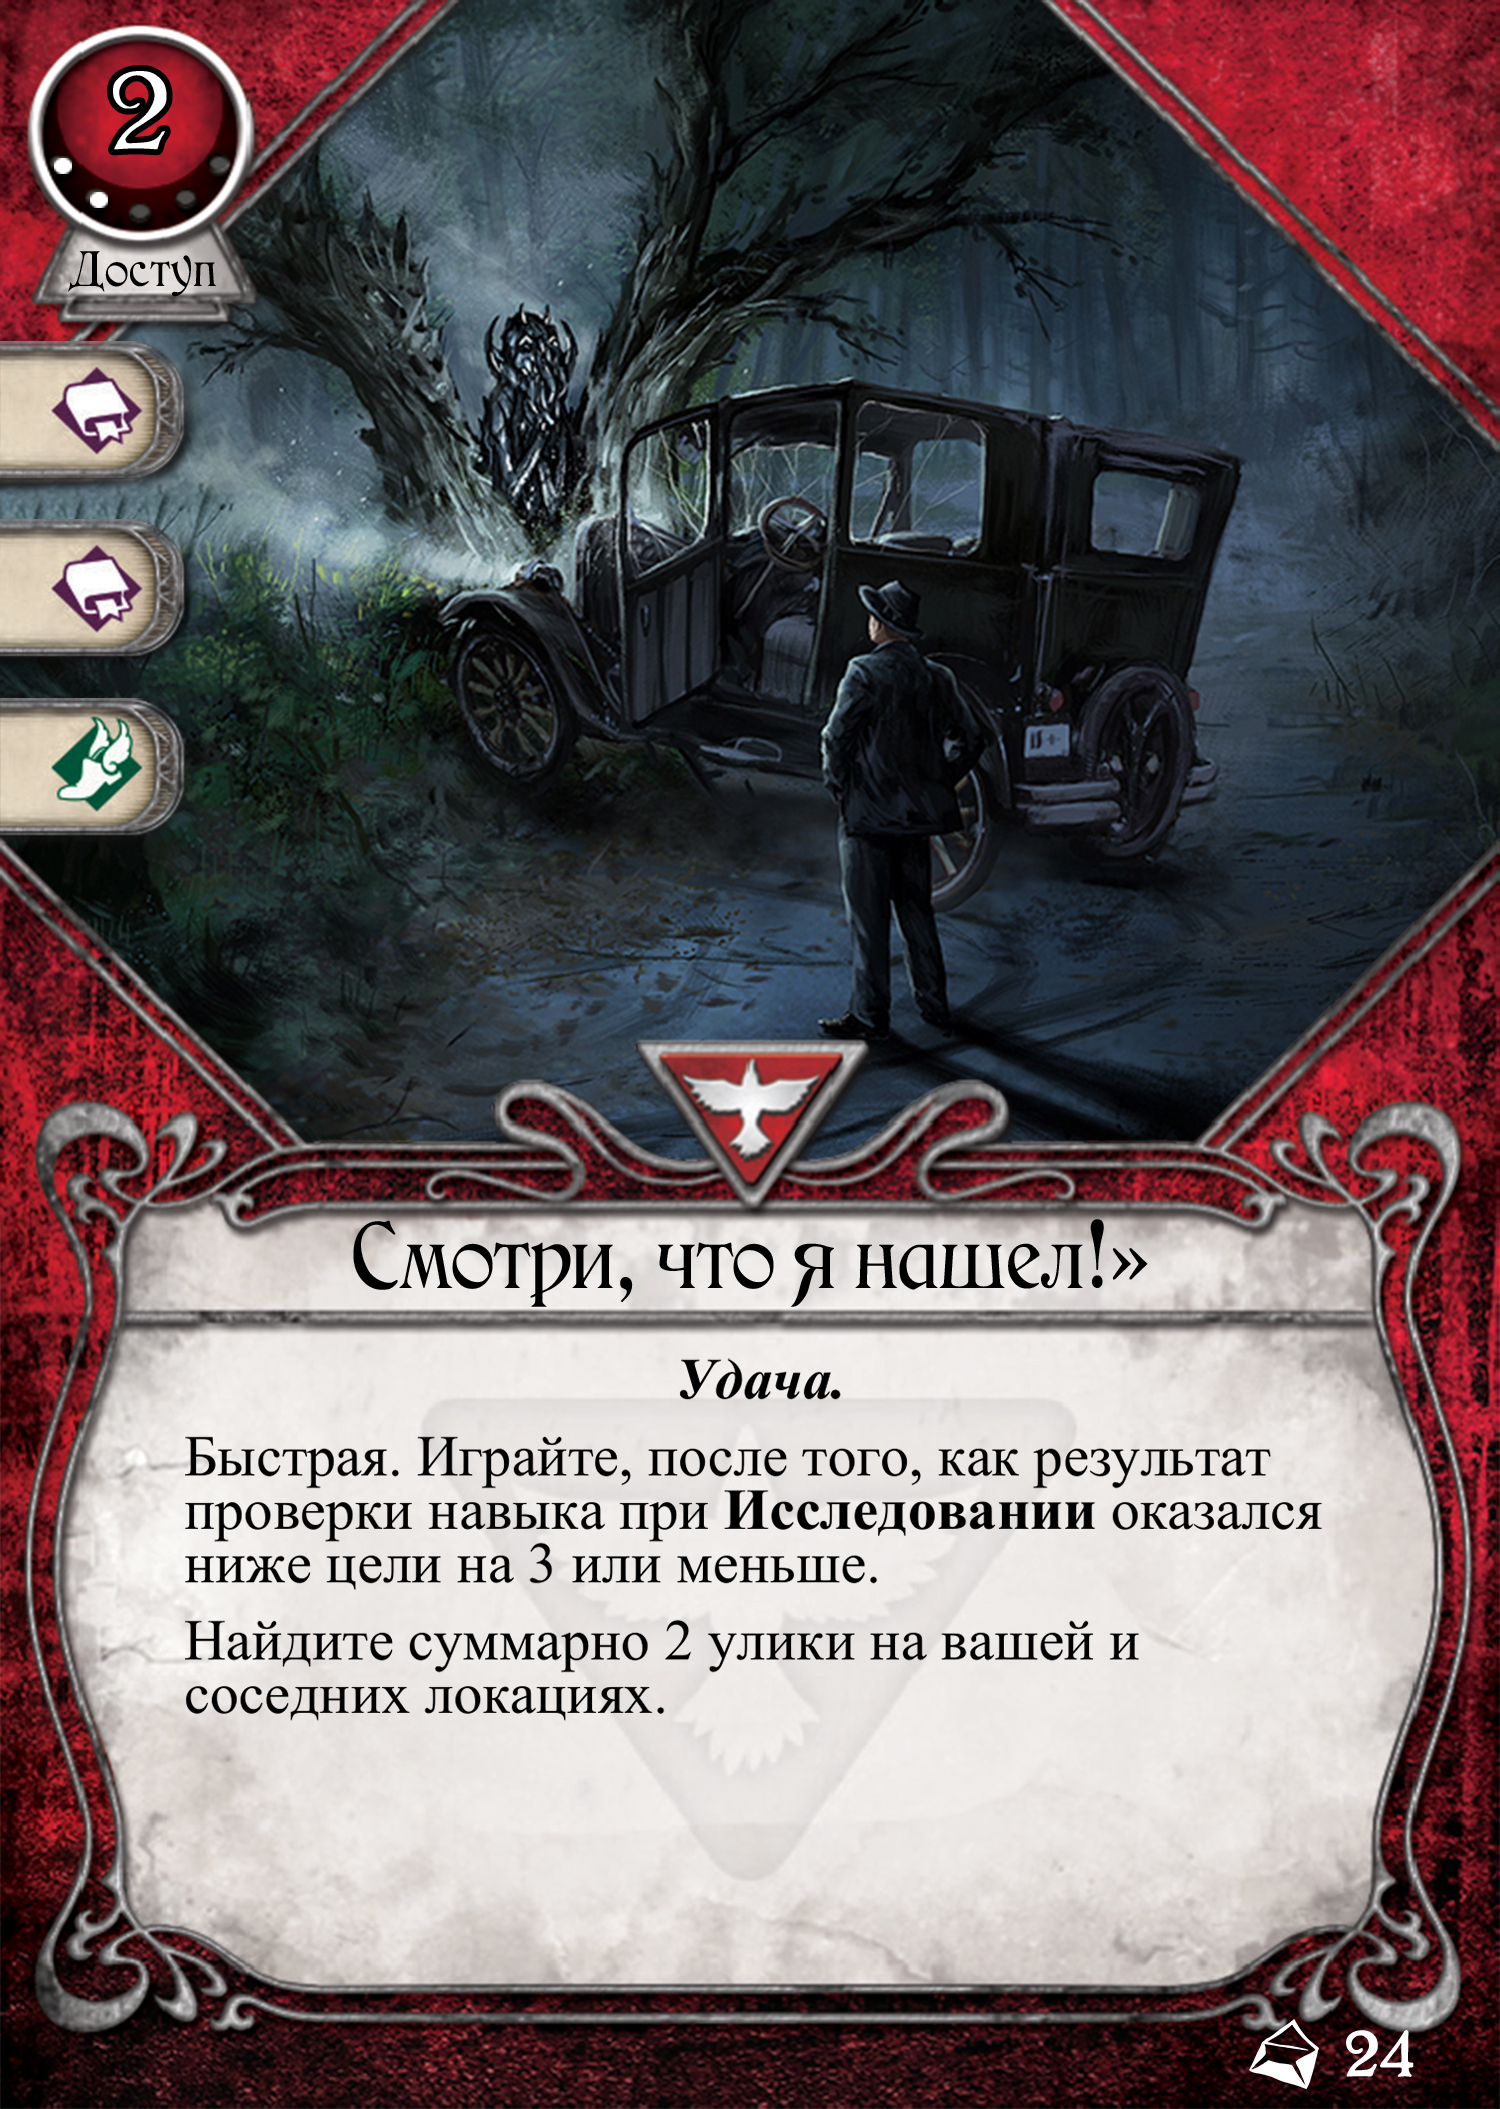 2
Доступ
Смотри, что я нашел!»
Удача.
Быстрая. Играйте, после того, как результат
проверки навыка при Исследовании оказался
ниже цели на 3 или меньше.
Найдите суммарно 2 улики на вашей и
соседних локациях.
24